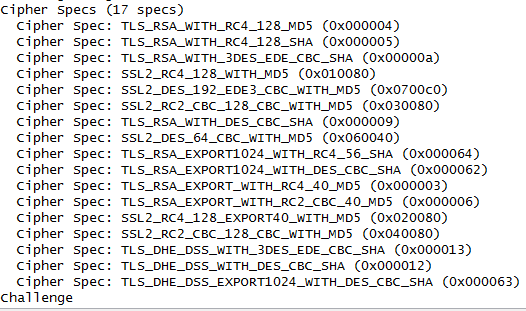 Cipher Specs (17 specs)
Cipher Spec: TLS_RSA_WITH_RC4_128_MD5 (0x000004)
Cipher Spec: TLS_RSA_WITH_RC4_128_SHA (0x000005)
Cipher Spec: TLS_RSA_WITH_3DES_EDE_CBC_SHA (0x00000a)
Cipher Spec: SSL2_RC4_128_WITH_MD5 (0x010080)
Cipher Spec: SSL2_DES_192_EDE3_CBC_WITH_MD5 (0x0700c0)
Cipher Spec: SSL2_RC2_CBC_128_CBC_WITH_MD5 (0x030080)
Cipher Spec: TLS_RSA_WITH_DES_CBC_SHA (0x000009)
Cipher Spec: SSL2_DES_64_CBC_WITH_MD5 (0x060040)
Cipher Spec: TLS_RSA_EXPORT1024_WITH_RC4_56_SHA (0x000064)
Cipher Spec: TLS_RSA_EXPORT1024_WITH_DES_CBC_SHA (0x000062)
Cipher Spec: TLS_RSA_EXPORT_WITH_RC4_40_MD5 (0x000003)
Cipher Spec: TLS_RSA_EXPORT_WITH_RC2_CBC_40_MD5 (0x000006)
Cipher Spec: SSL2_RC4_128_EXPORT40_WITH_MD5 (0x020080)
Cipher Spec: SSL2_RC2_CBC_128_CBC_WITH_MD5 (0x040080)
Cipher Spec: TLS_DHE_DSS_WITH_3DES_EDE_CBC_SHA (0x000013)
Cipher Spec: TLS_DHE_DSS_WITH_DES_CBC_SHA (0x000012)
Cipher Spec: TLS_DHE_DSS_EXPORT1024_WITH_DES_CBC_SHA (0x000063)
Challenge